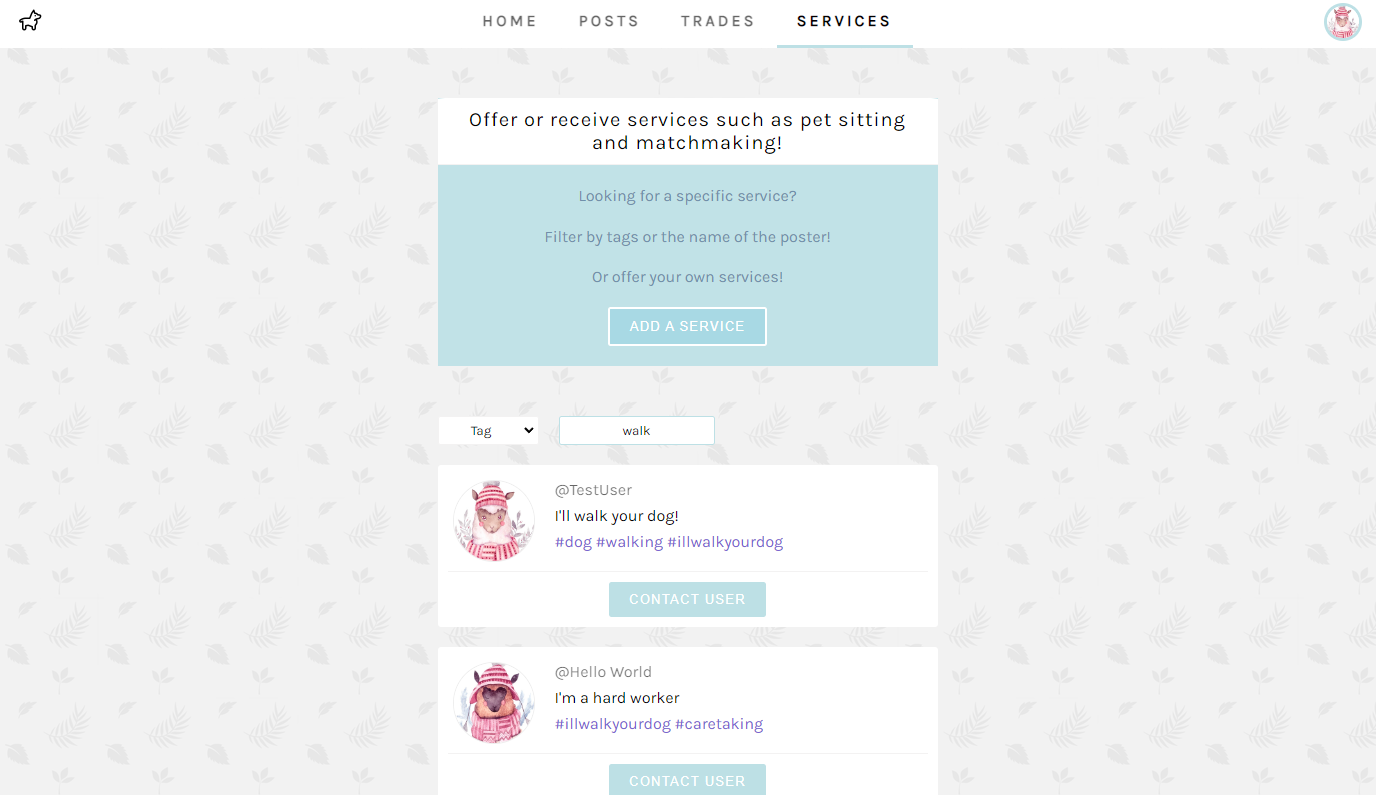 HOME POSTS TRADES SERVICES
Offer or receive services such as pet sitting
and matchmaking!
Looking for a specific service?
Filter by tags or the name of the poster!
Or offer your own services!
ADD A SERVICE
Tag walk
@TestUser
I'll walk your dog!
#dog #walking #illwalkyourdog
CONTACT USER
@Hello World
I'm a hard worker
#illwalkyourdog #caretaking
CONTACT USER